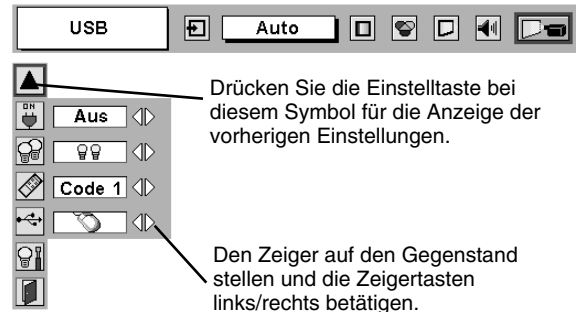 USB
Auto
Drücken Sie die Einstelltaste bei
diesem Symbol für die Anzeige der
vorherigen Einstellungen.
ON
Aus
Code 1
Den Zeiger auf den Gegenstand
stellen und die Zeigertasten
links/rechts betätigen.